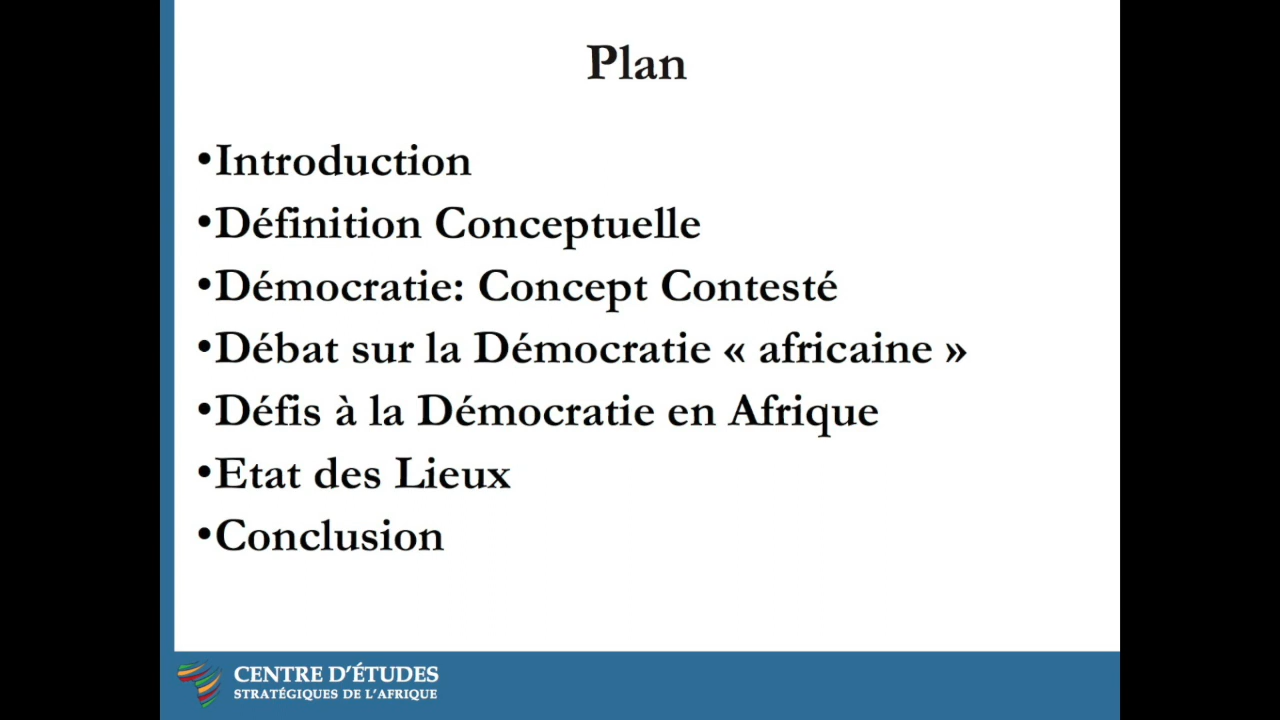 Plan
•Introduction
•Définition Conceptuelle
•Démocratie: Concept Contesté
•Débat sur la Démocratie « africaine »
•Défis à la Démocratie en Afrique
•Etat des Lieux
•Conclusion
CENTRE D'ÉTUDES
STRATÉGIQUES DE L'AFRIQUE